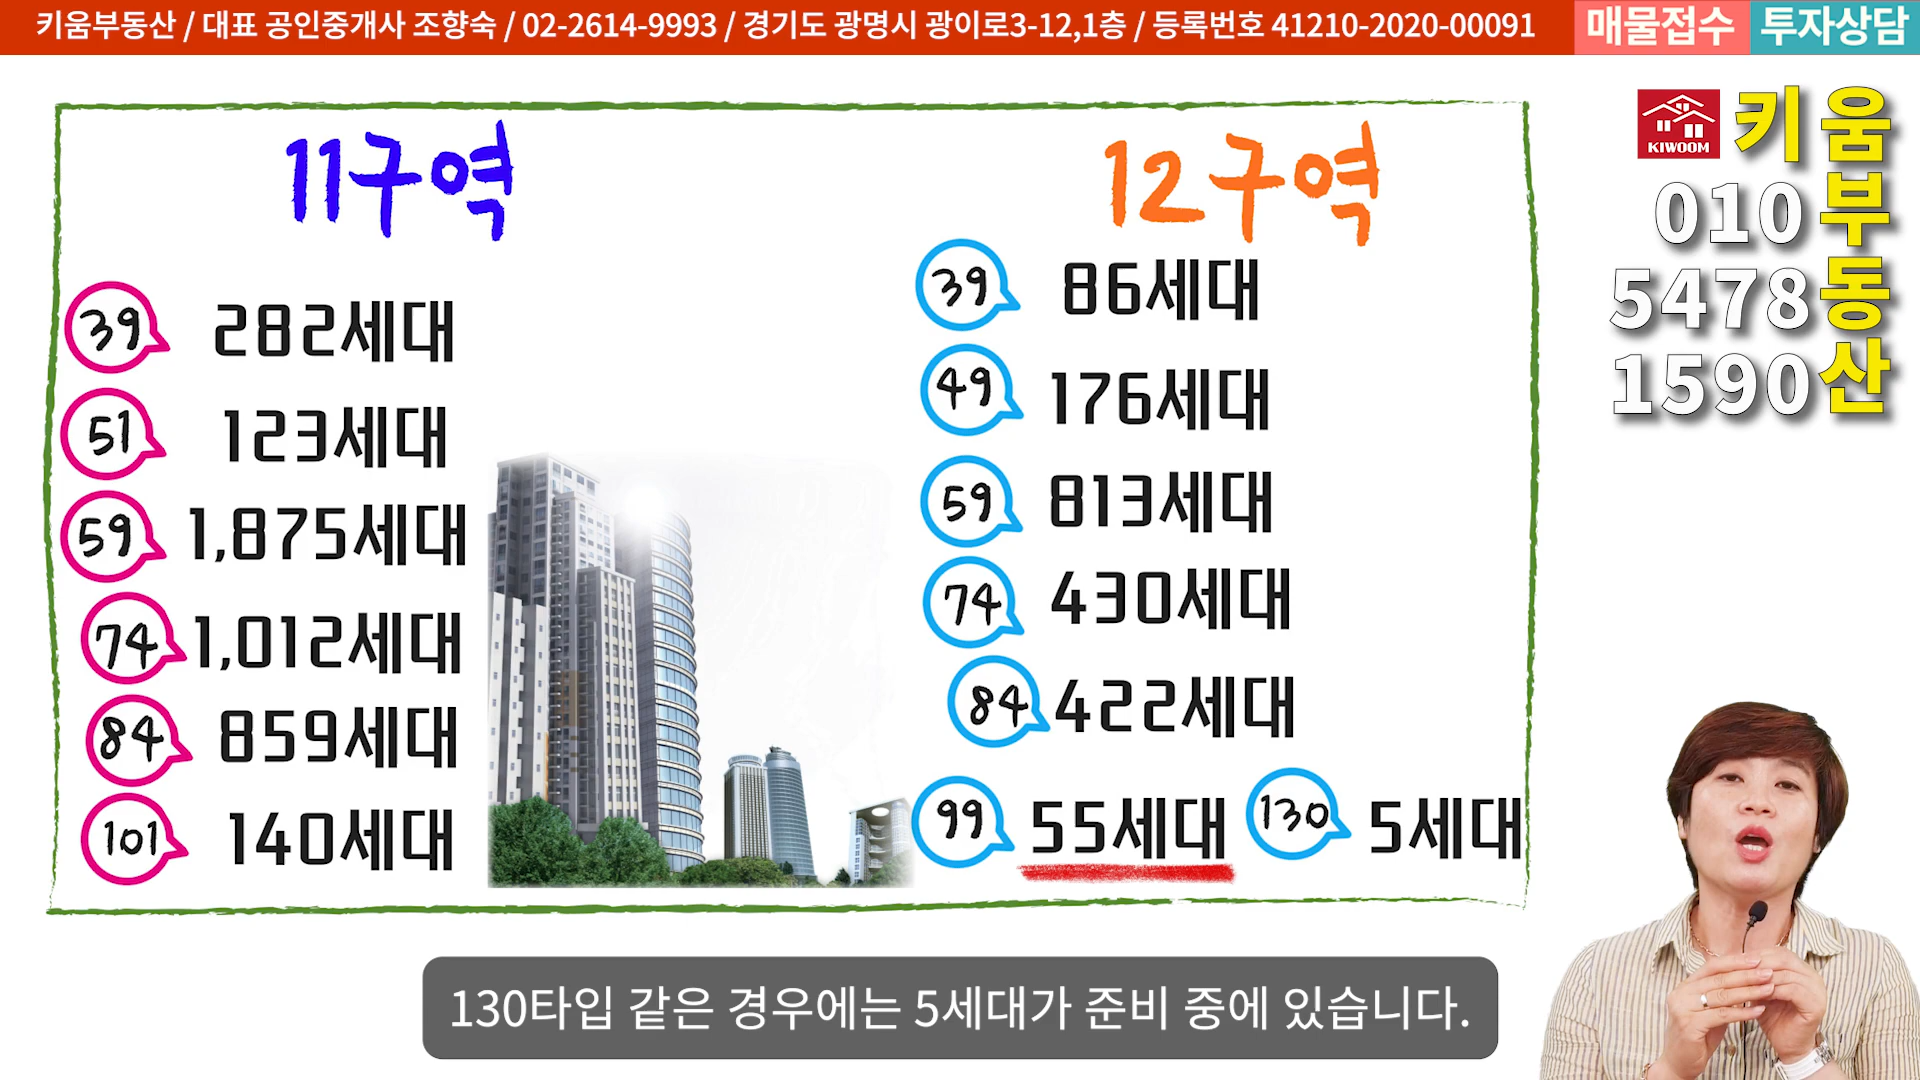 키움부동산 / 대표 공인중개사 조향숙 / 02-2614-9993 / 경기도 광명시 광이로3-12,1층 / 등록번호 41210-2020-00091
매물접수 투자상담
KIWOOM
키움부동산
010
5478
1590
11구역
39 282세대
51 123세대
59 1,875세대
74 1,012세대
84 859세대
101 140세대
12구역
39 86세대
49 176세대
59 813세대
74 430세대
84 422세대
99 55세대 130 5세대
130타입 같은 경우에는 5세대가 준비 중에 있습니다.